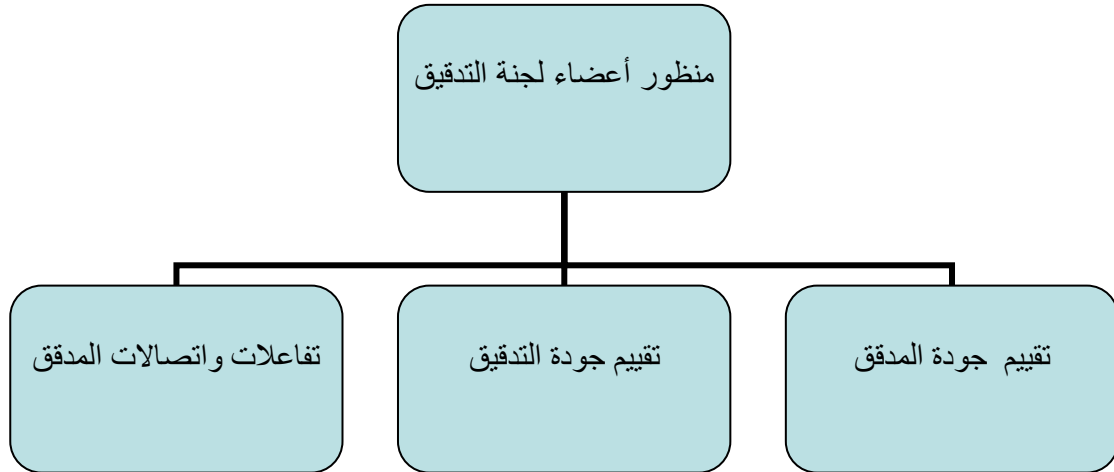 منظور أعضاء لجنة التدقيق
تقييم جودة المدقق
تقييم جودة التدقيق
تفاعلات واتصالات المدقق